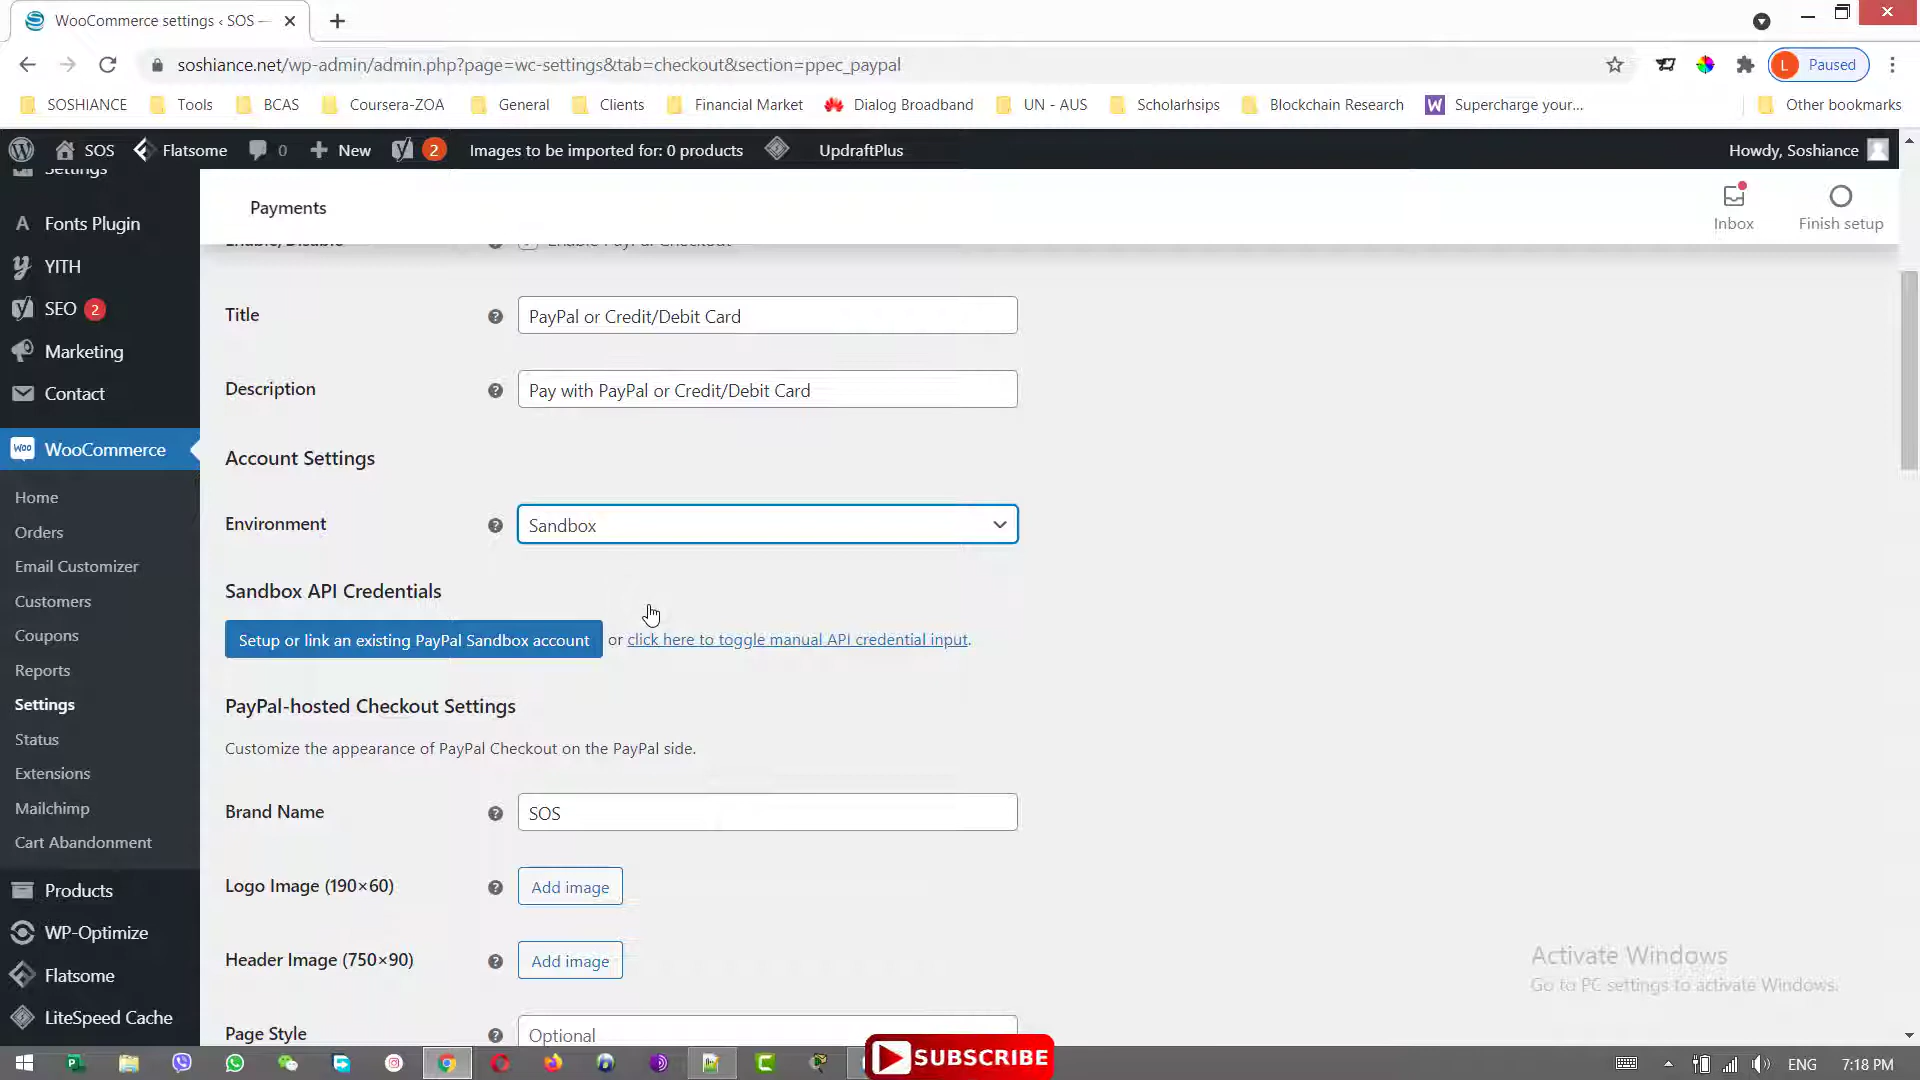 WooCommerce settings ‹ SOS —
soshiance.net/wp-admin/admin.php?page=wc-settings&tab=checkout&section=ppec_paypal
L Paused
SOSHIANCE Tools BCAS Coursera-ZOA General Clients Financial Market Dialog Broadband UN - AUS Scholarhsips Blockchain Research W Supercharge your... Other bookmarks
SOS Flatsome 0 New 2 Images to be imported for: 0 products UpdraftPlus Howdy, Soshiance
Settings
Fonts Plugin
YITH
SEO 2
Marketing
Contact
WooCommerce
Home
Orders
Email Customizer
Customers
Coupons
Reports
Settings
Status
Extensions
Mailchimp
Cart Abandonment
Products
WP-Optimize
Flatsome
LiteSpeed Cache
Payments
Inbox
Finish setup
Enable/Disable Enable PayPal Checkout
Title PayPal or Credit/Debit Card
Description Pay with PayPal or Credit/Debit Card
Account Settings
Environment Sandbox
Sandbox API Credentials
Setup or link an existing PayPal Sandbox account or click here to toggle manual API credential input.
PayPal-hosted Checkout Settings
Customize the appearance of PayPal Checkout on the PayPal side.
Brand Name SOS
Logo Image (190×60) Add image
Header Image (750×90) Add image
Page Style Optional
Activate Windows
Go to PC settings to activate Windows.
SUBSCRIBE
ENG 7:18 PM